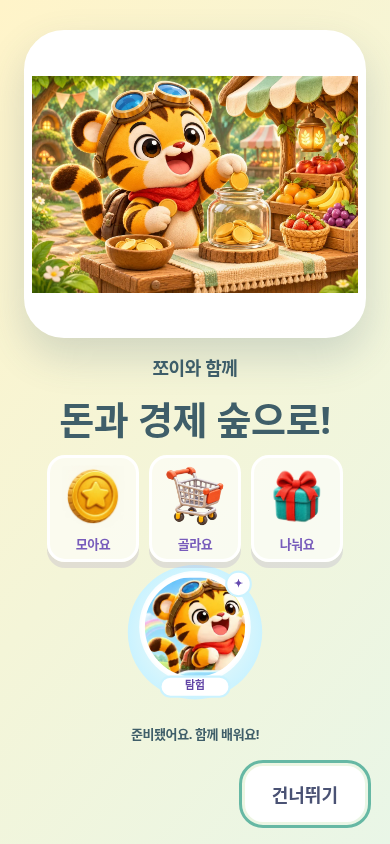 쪼이와 함께
돈과 경제 숲으로!
모아요
골라요
나눠요
탐험
준비됐어요. 함께 배워요!
건너뛰기